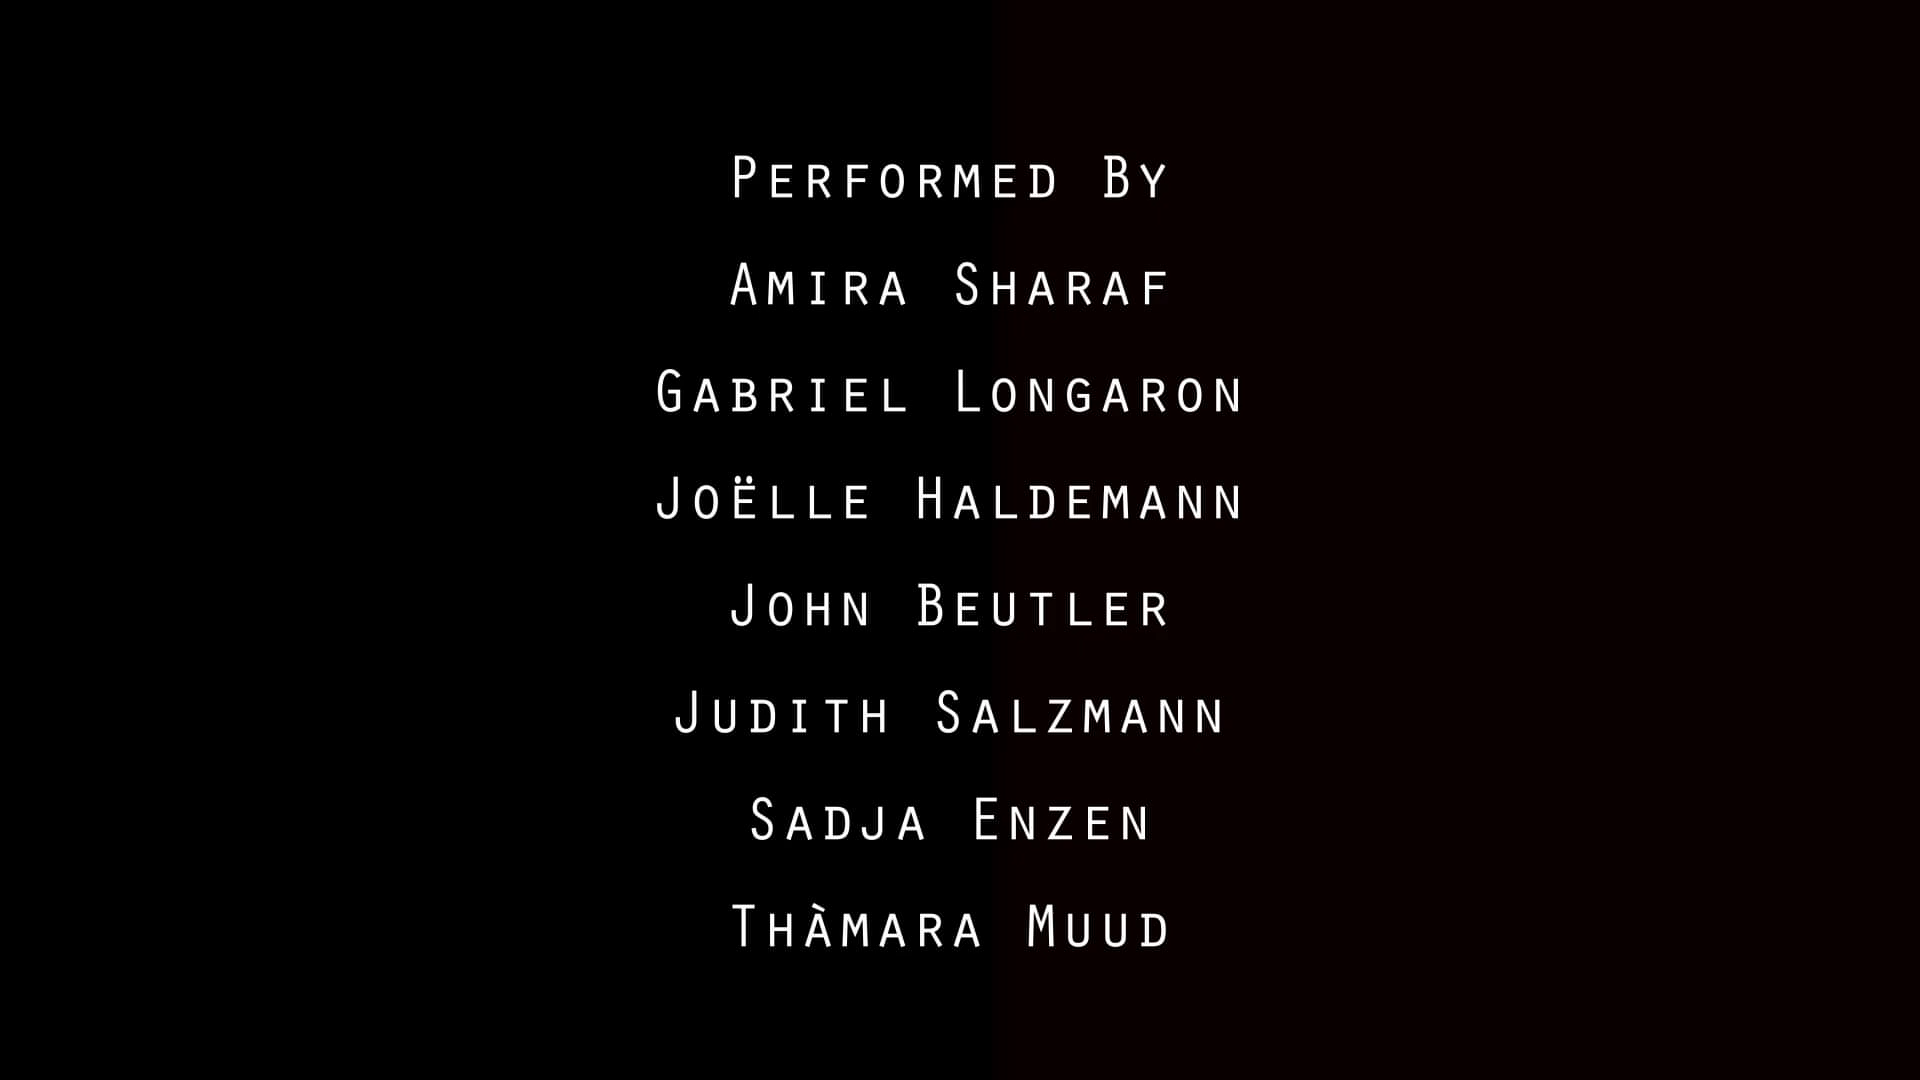 Performed By
Amira Sharaf
Gabriel Longaron
Joëlle Haldemann
John Beutler
Judith Salzmann
Sadja Enzen
Thàmara Muud